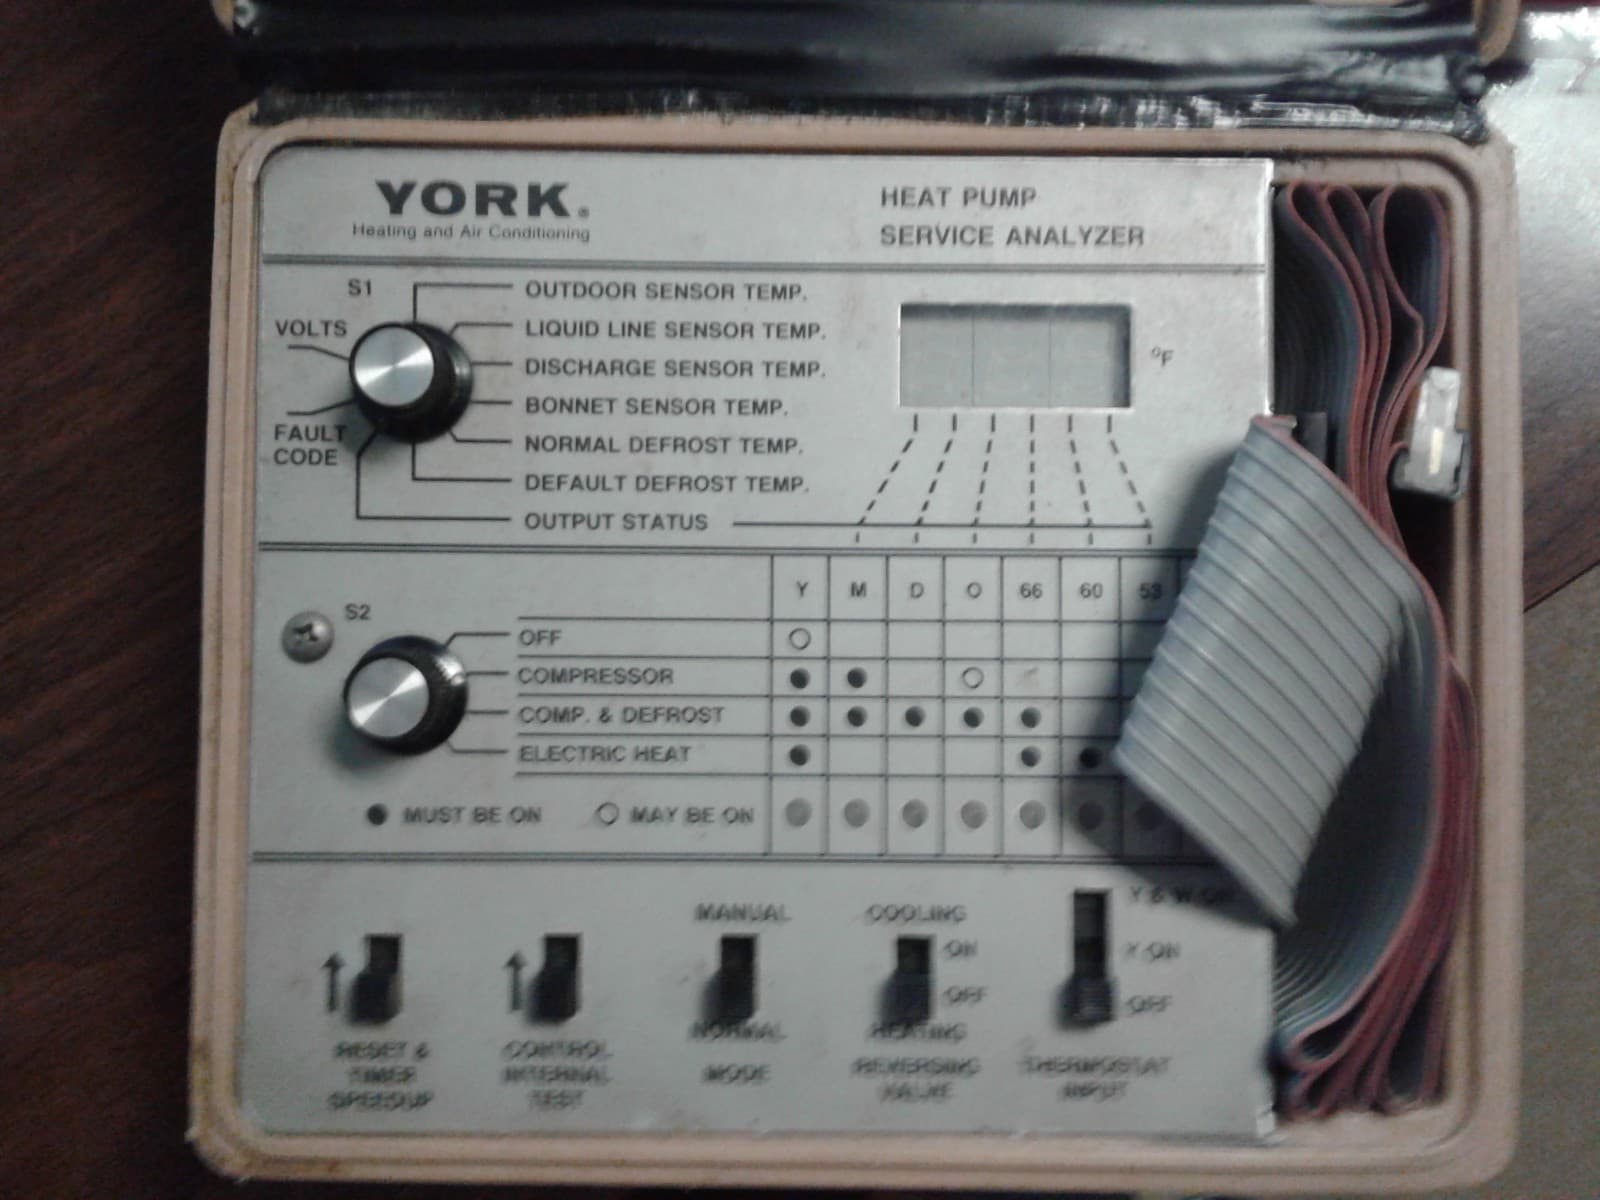 YORK®
Heating and Air Conditioning
HEAT PUMP
SERVICE ANALYZER
S1
VOLTS
FAULT
CODE
OUTDOOR SENSOR TEMP.
LIQUID LINE SENSOR TEMP.
DISCHARGE SENSOR TEMP.
BONNET SENSOR TEMP.
NORMAL DEFROST TEMP.
DEFAULT DEFROST TEMP.
OUTPUT STATUS
°F
Y M D O 66 60 53
S2
OFF
COMPRESSOR
COMP. & DEFROST
ELECTRIC HEAT
MUST BE ON MAY BE ON
RESET &
TIMER
SPEEDUP
CONTROL
INTERNAL
TEST
MANUAL
NORMAL
MODE
COOLING
ON
OFF
HEATING
REVERSING
VALVE
Y & W ON
Y ON
OFF
THERMOSTAT
INPUT